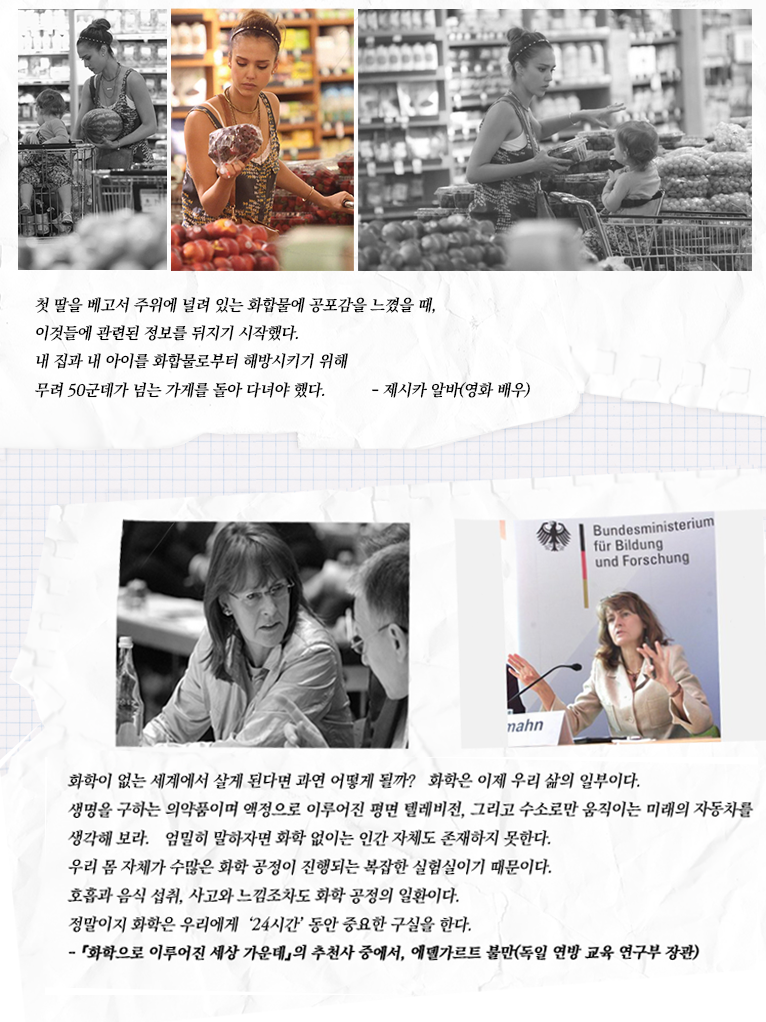 첫 딸을 베고서 주위에 널려 있는 화합물에 공포감을 느꼈을 때,
이것들에 관련된 정보를 뒤지기 시작했다.
내 집과 내 아이를 화합물로부터 해방시키기 위해
무려 50군데가 넘는 가게를 돌아 다녀야 했다. - 제시카 알바(영화 배우)
Bundesministerium
für Bildung
und Forschung
mahn
화학이 없는 세계에서 살게 된다면 과연 어떻게 될까? 화학은 이제 우리 삶의 일부이다.
생명을 구하는 의약품이며 액정으로 이루어진 평면 텔레비전, 그리고 수소로만 움직이는 미래의 자동차를
생각해 보라. 엄밀히 말하자면 화학 없이는 인간 자체도 존재하지 못한다.
우리 몸 자체가 수많은 화학 공정이 진행되는 복잡한 실험실이기 때문이다.
호흡과 음식 섭취, 사고와 느낌조차도 화학 공정의 일환이다.
정말이지 화학은 우리에게 ‘24시간’ 동안 중요한 구실을 한다.
- 「화학으로 이루어진 세상 가운데」의 추천사 중에서, 에델가르트 불만(독일 연방 교육 연구부 장관)